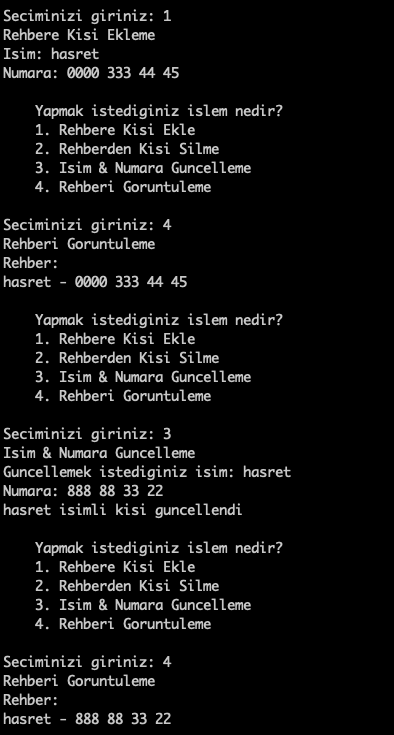 Seciminizi giriniz: 1
Rehbere Kisi Ekleme
Isim: hasret
Numara: 0000 333 44 45
Yapmak istediginiz islem nedir?
1. Rehbere Kisi Ekle
2. Rehberden Kisi Silme
3. Isim & Numara Guncelleme
4. Rehberi Goruntuleme
Seciminizi giriniz: 4
Rehberi Goruntuleme
Rehber:
hasret - 0000 333 44 45
Yapmak istediginiz islem nedir?
1. Rehbere Kisi Ekle
2. Rehberden Kisi Silme
3. Isim & Numara Guncelleme
4. Rehberi Goruntuleme
Seciminizi giriniz: 3
Isim & Numara Guncelleme
Guncellemek istediginiz isim: hasret
Numara: 888 88 33 22
hasret isimli kisi guncellendi
Yapmak istediginiz islem nedir?
1. Rehbere Kisi Ekle
2. Rehberden Kisi Silme
3. Isim & Numara Guncelleme
4. Rehberi Goruntuleme
Seciminizi giriniz: 4
Rehberi Goruntuleme
Rehber:
hasret - 888 88 33 22